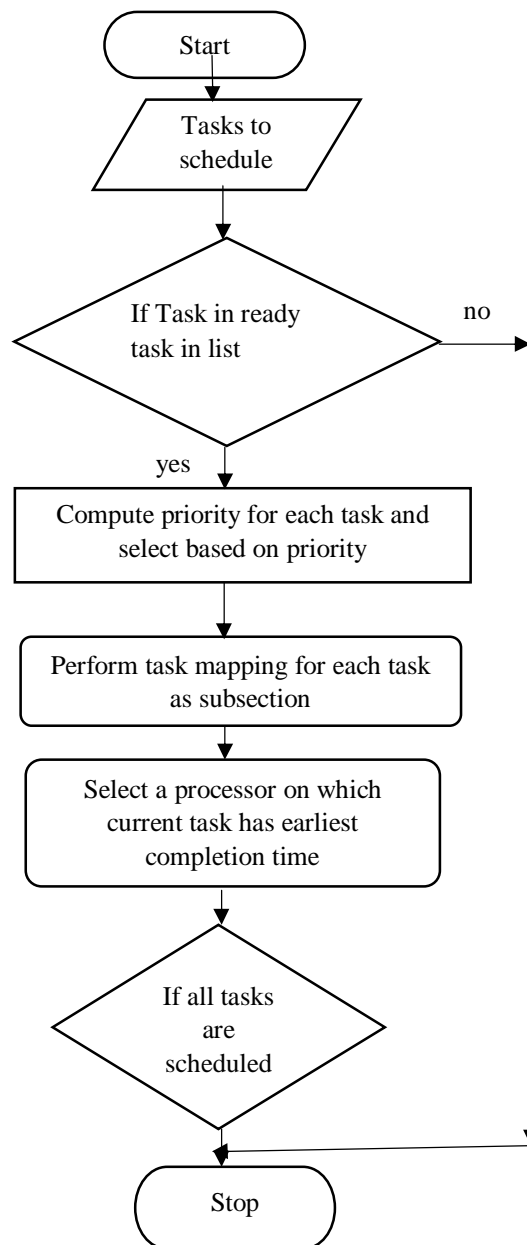 Start
Tasks to
schedule
If Task in ready
task in list
no
yes
Compute priority for each task and
select based on priority
Perform task mapping for each task
as subsection
Select a processor on which
current task has earliest
completion time
If all tasks
are
scheduled
Stop